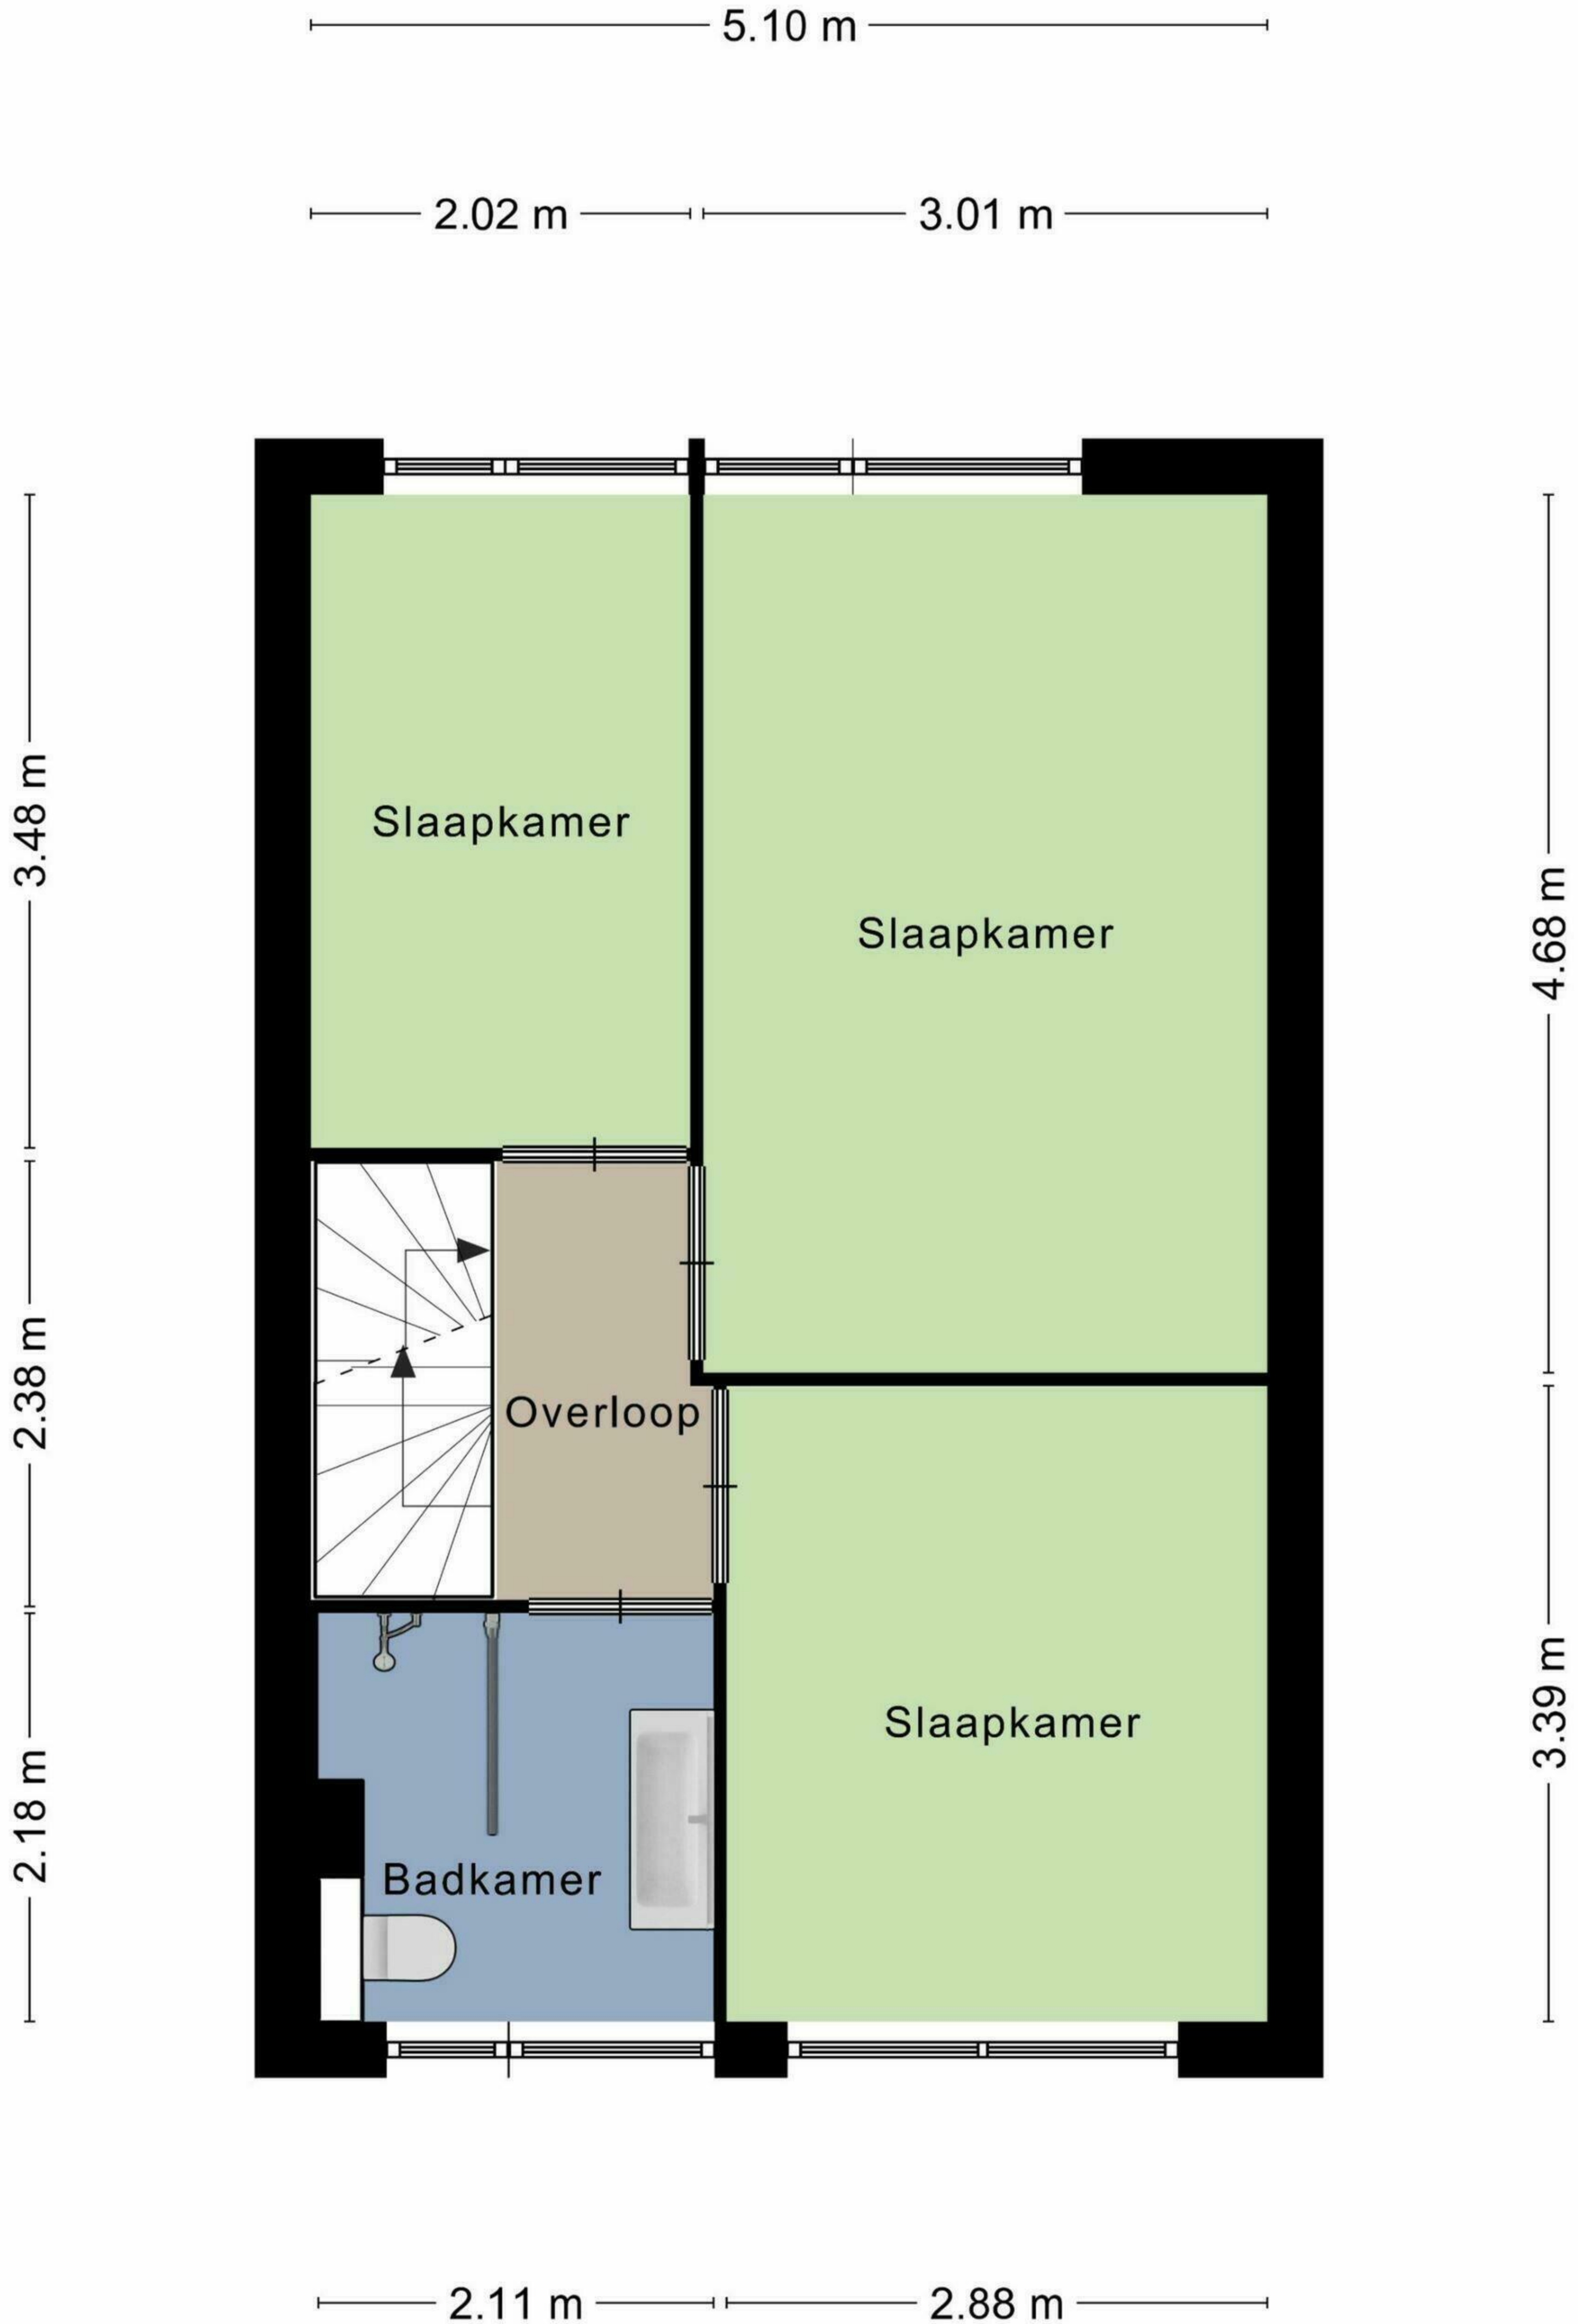 5.10 m
2.02 m
3.01 m
3.48 m
Slaapkamer
Slaapkamer
4.68 m
2.38 m
Overloop
Slaapkamer
3.39 m
2.18 m
Badkamer
2.11 m
2.88 m